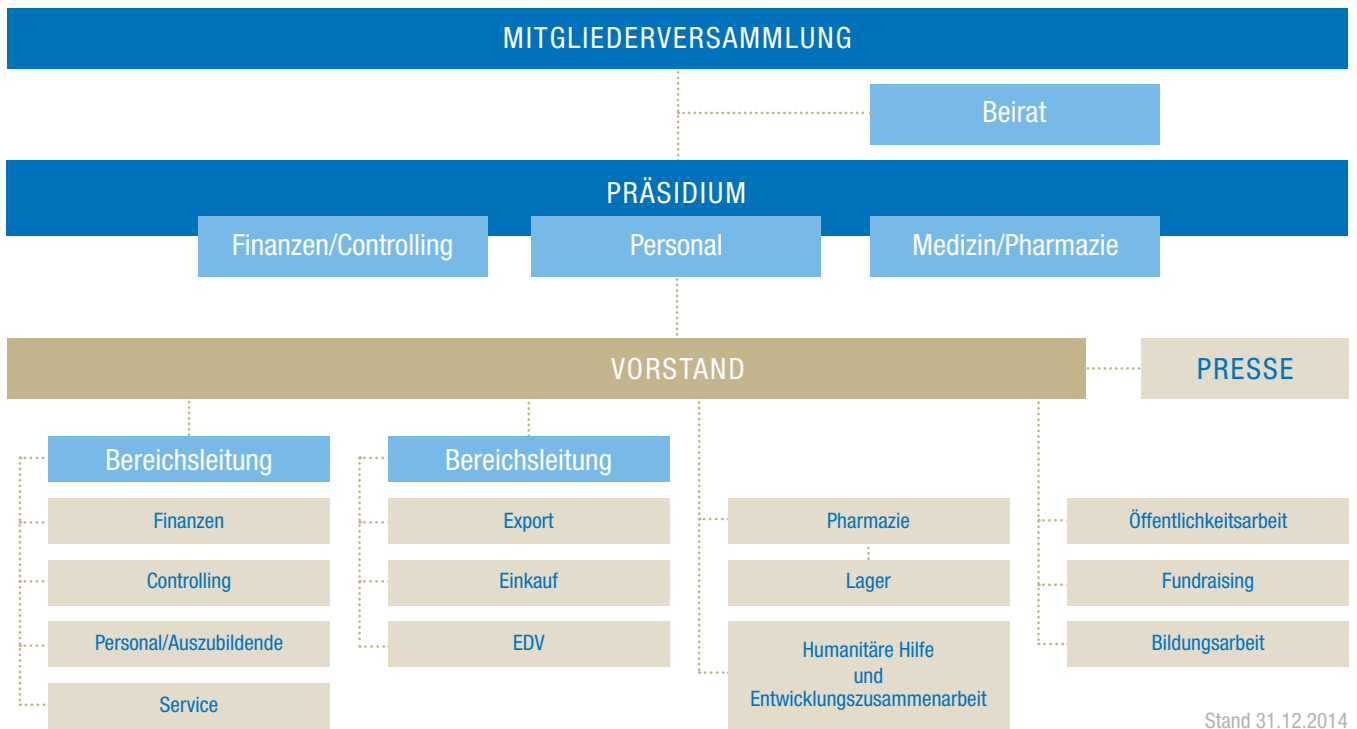 MITGLIEDERVERSAMMLUNG
Beirat
PRÄSIDIUM
Finanzen/Controlling
Personal
Medizin/Pharmazie
VORSTAND
PRESSE
Bereichsleitung
Finanzen
Controlling
Personal/Auszubildende
Service
Bereichsleitung
Export
Einkauf
EDV
Pharmazie
Lager
Humanitäre Hilfe
und
Entwicklungszusammenarbeit
Öffentlichkeitsarbeit
Fundraising
Bildungsarbeit
Stand 31.12.2014